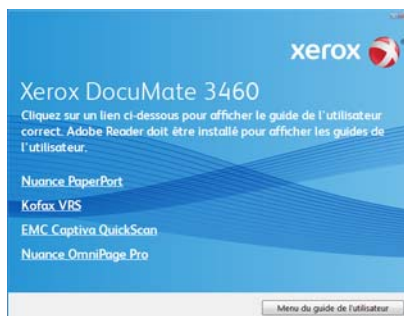 xerox
Xerox DocuMate 3460
Cliquez sur un lien ci-dessous pour afficher le guide de l'utilisateur
correct. Adobe Reader doit être installé pour afficher les guides de
l'utilisateur.
Nuance PaperPort
Kofax VRS
EMC Captiva QuickScan
Nuance OmniPage Pro
Menu du guide de l'utilisateur